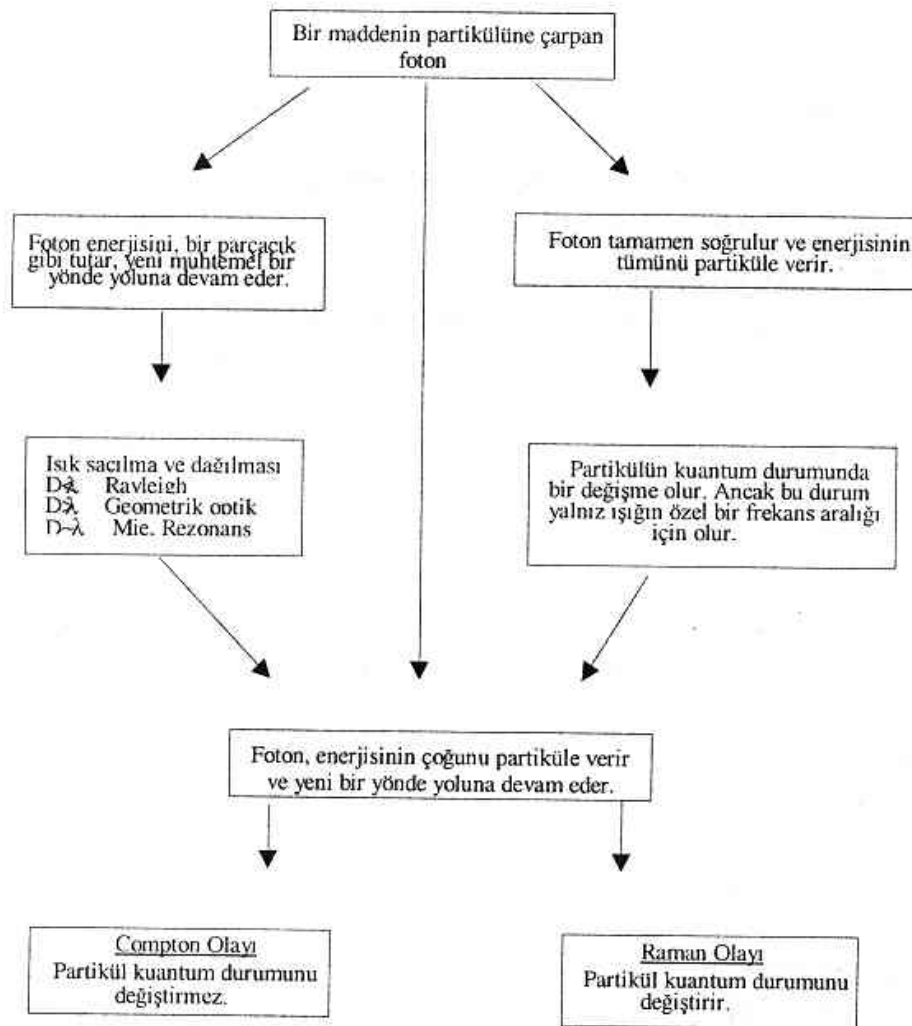 Bir maddenin partikülüne çarpan
foton
Foton enerjisini, bir parçacık
gibi tutar, yeni muhtemel bir
yönde yoluna devam eder.
Foton tamamen soğrulur ve enerjisinin
tümünü partiküle verir.
Isık sacılma ve dağılması
Rayleigh
Geometrik optik
D~λ Mie. Rezonans
Partikülün kuantum durumunda
bir değişme olur. Ancak bu durum
yalnız ışığın özel bir frekans aralığı
için olur.
Foton, enerjisinin çoğunu partiküle verir
ve yeni bir yönde yoluna devam eder.
Compton Olayı
Partikül kuantum durumunu
değiştirmez.
Raman Olayı
Partikül kuantum durumunu
değiştirir.